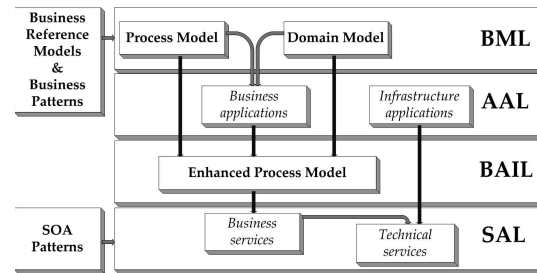 Business
Reference
Models
&
Business
Patterns
Process Model
Domain Model
BML
Business
applications
Infrastructure
applications
AAL
Enhanced Process Model
BAIL
SOA
Patterns
Business
services
Technical
services
SAL